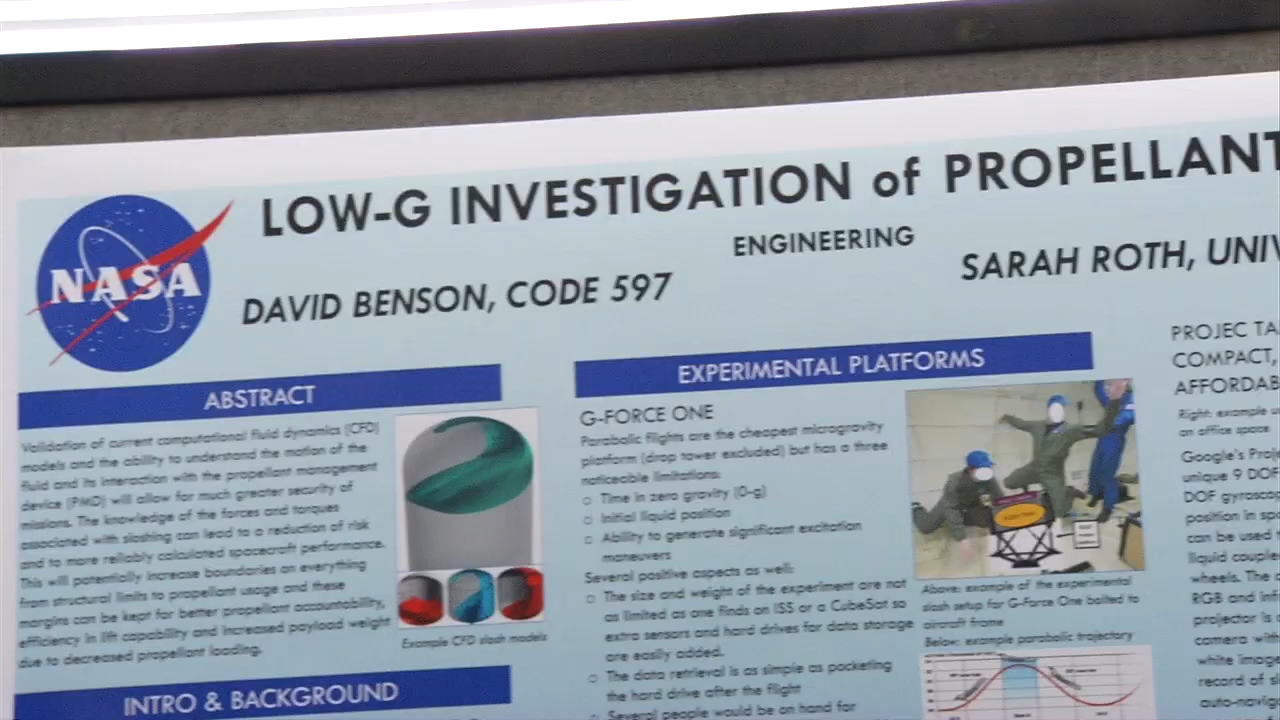 NASA
LOW-G INVESTIGATION of PROPELLANT
ENGINEERING
DAVID BENSON, CODE 597
SARAH ROTH, UNIV
ABSTRACT
Validation of current computational fluid dynamics (CFD)
models and the ability to understand the motion of the
fluid and its interaction with the propellant management
device (PMD) will allow for much greater security of
missions. The knowledge of the forces and torques
associated with sloshing can lead to a reduction of risk
and to more reliably calculated spacecraft performance.
This will potentially increase boundaries on everything
from structural limits to propellant usage and these
margins can be kept for better propellant accountability,
efficiency in lift capability and increased payload weight
due to decreased propellant loading.
Example CFD slosh models
INTRO & BACKGROUND
EXPERIMENTAL PLATFORMS
G-FORCE ONE
Parabolic flights are the cheapest microgravity
platform (drop tower excluded) but has a three
noticeable limitations:
Time in zero gravity (0-g)
Initial liquid position
Ability to generate significant excitation
maneuvers
Several positive aspects as well:
The size and weight of the experiment are not
as limited as one finds on ISS or a CubeSat so
extra sensors and hard drives for data storage
are easily added.
The data retrieval is as simple as pocketing
the hard drive after the flight
Several people would be on hand for
Above: example of the experimental
slosh setup for G-Force One bolted to
aircraft frame
Below: example parabolic trajectory
PROJEC TA
COMPACT,
AFFORDAB
Right: example u
an office space
Google's Proje
unique 9 DOF
DOF gyroscop
position in sp
can be used
liquid couple
wheels. The
RGB and inf
projector is
camera with
white image
record of sl
auto-navig